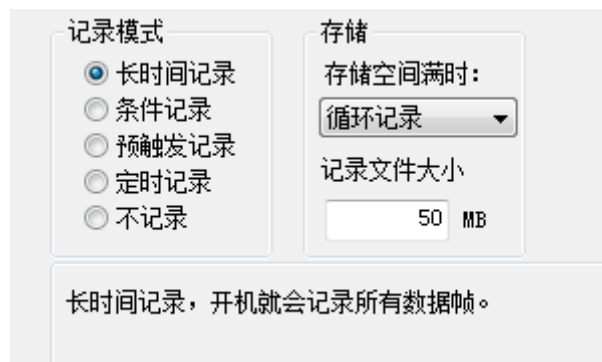 记录模式
长时间记录
条件记录
预触发记录
定时记录
不记录
存储
存储空间满时:
循环记录
记录文件大小
50 MB
长时间记录，开机就会记录所有数据帧。